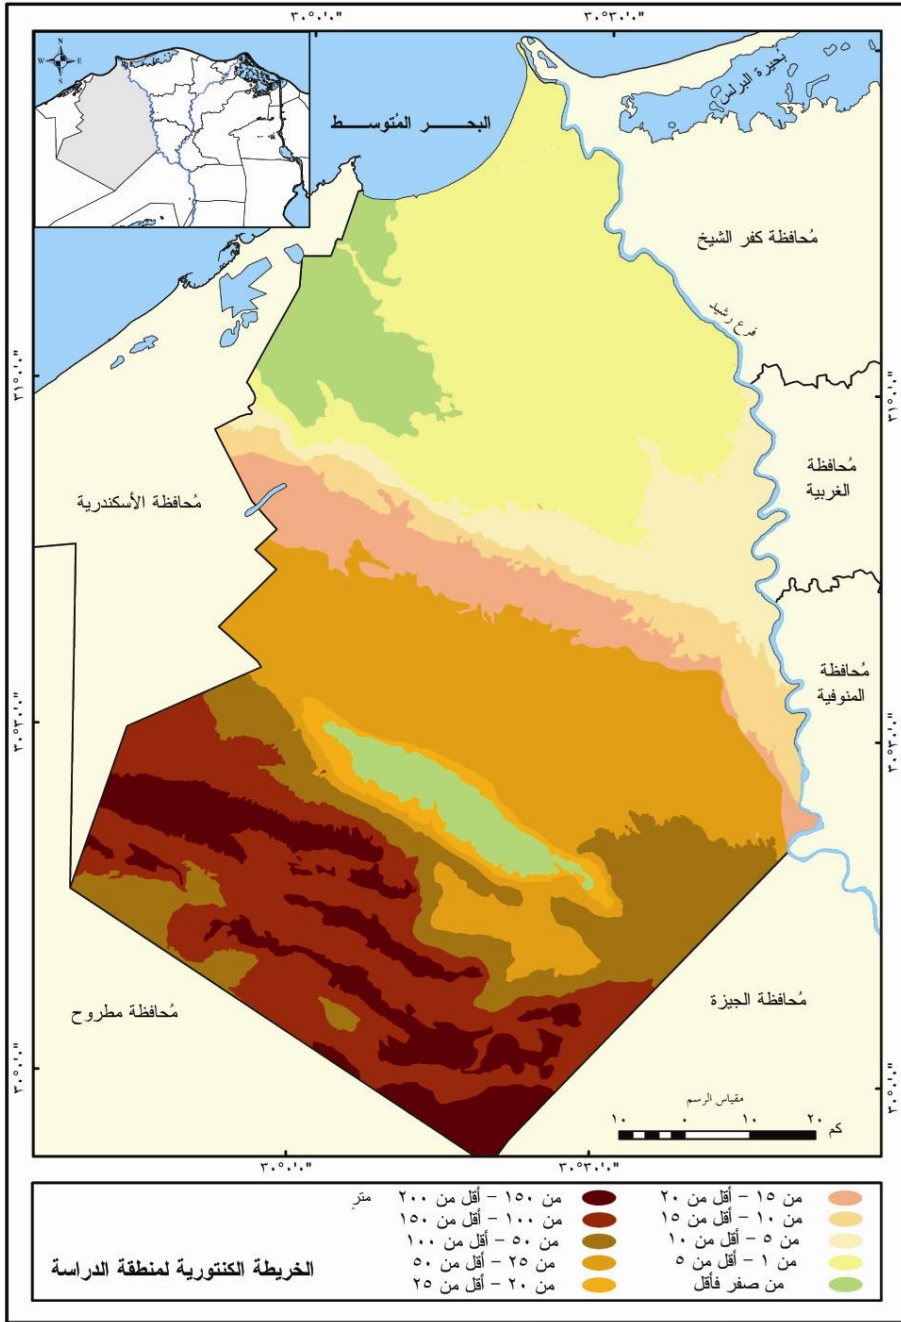 ٣٠°٠'٠"
٣٠°٣٠'٠"
N
W E
S
البحـــر المُتوســـط
بحيرة البرلس
مُحافظة كفر الشيخ
فرع رشيد
٣١°٠'٠"
٣١°٠'٠"
مُحافظة
الغربية
مُحافظة الأسكندرية
مُحافظة
المنوفية
٣٠°٣٠'٠"
٣٠°٣٠'٠"
مُحافظة الجيزة
مُحافظة مطروح
٣٠°٠'٠"
٣٠°٠'٠"
مقياس الرسم
١٠ ٠ ١٠ ٢٠ كم
٣٠°٠'٠"
٣٠°٣٠'٠"
من ١٥ - أقل من ٢٠
من ١٠ - أقل من ١٥
من ٥ - أقل من ١٠
من ١ - أقل من ٥
من صفر فأقل
من ١٥٠ - أقل من ٢٠٠ متر
من ١٠٠ - أقل من ١٥٠
من ٥٠ - أقل من ١٠٠
من ٢٥ - أقل من ٥٠
من ٢٠ - أقل من ٢٥
الخريطة الكنتورية لمنطقة الدراسة